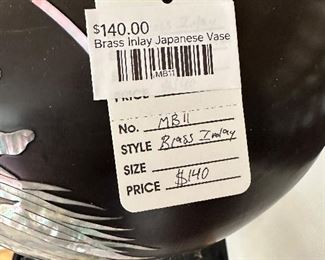 $140.00
Brass Inlay Japanese Vase
MB11
PRICE
NO. MB11
STYLE Brass Inlay
SIZE
PRICE $140